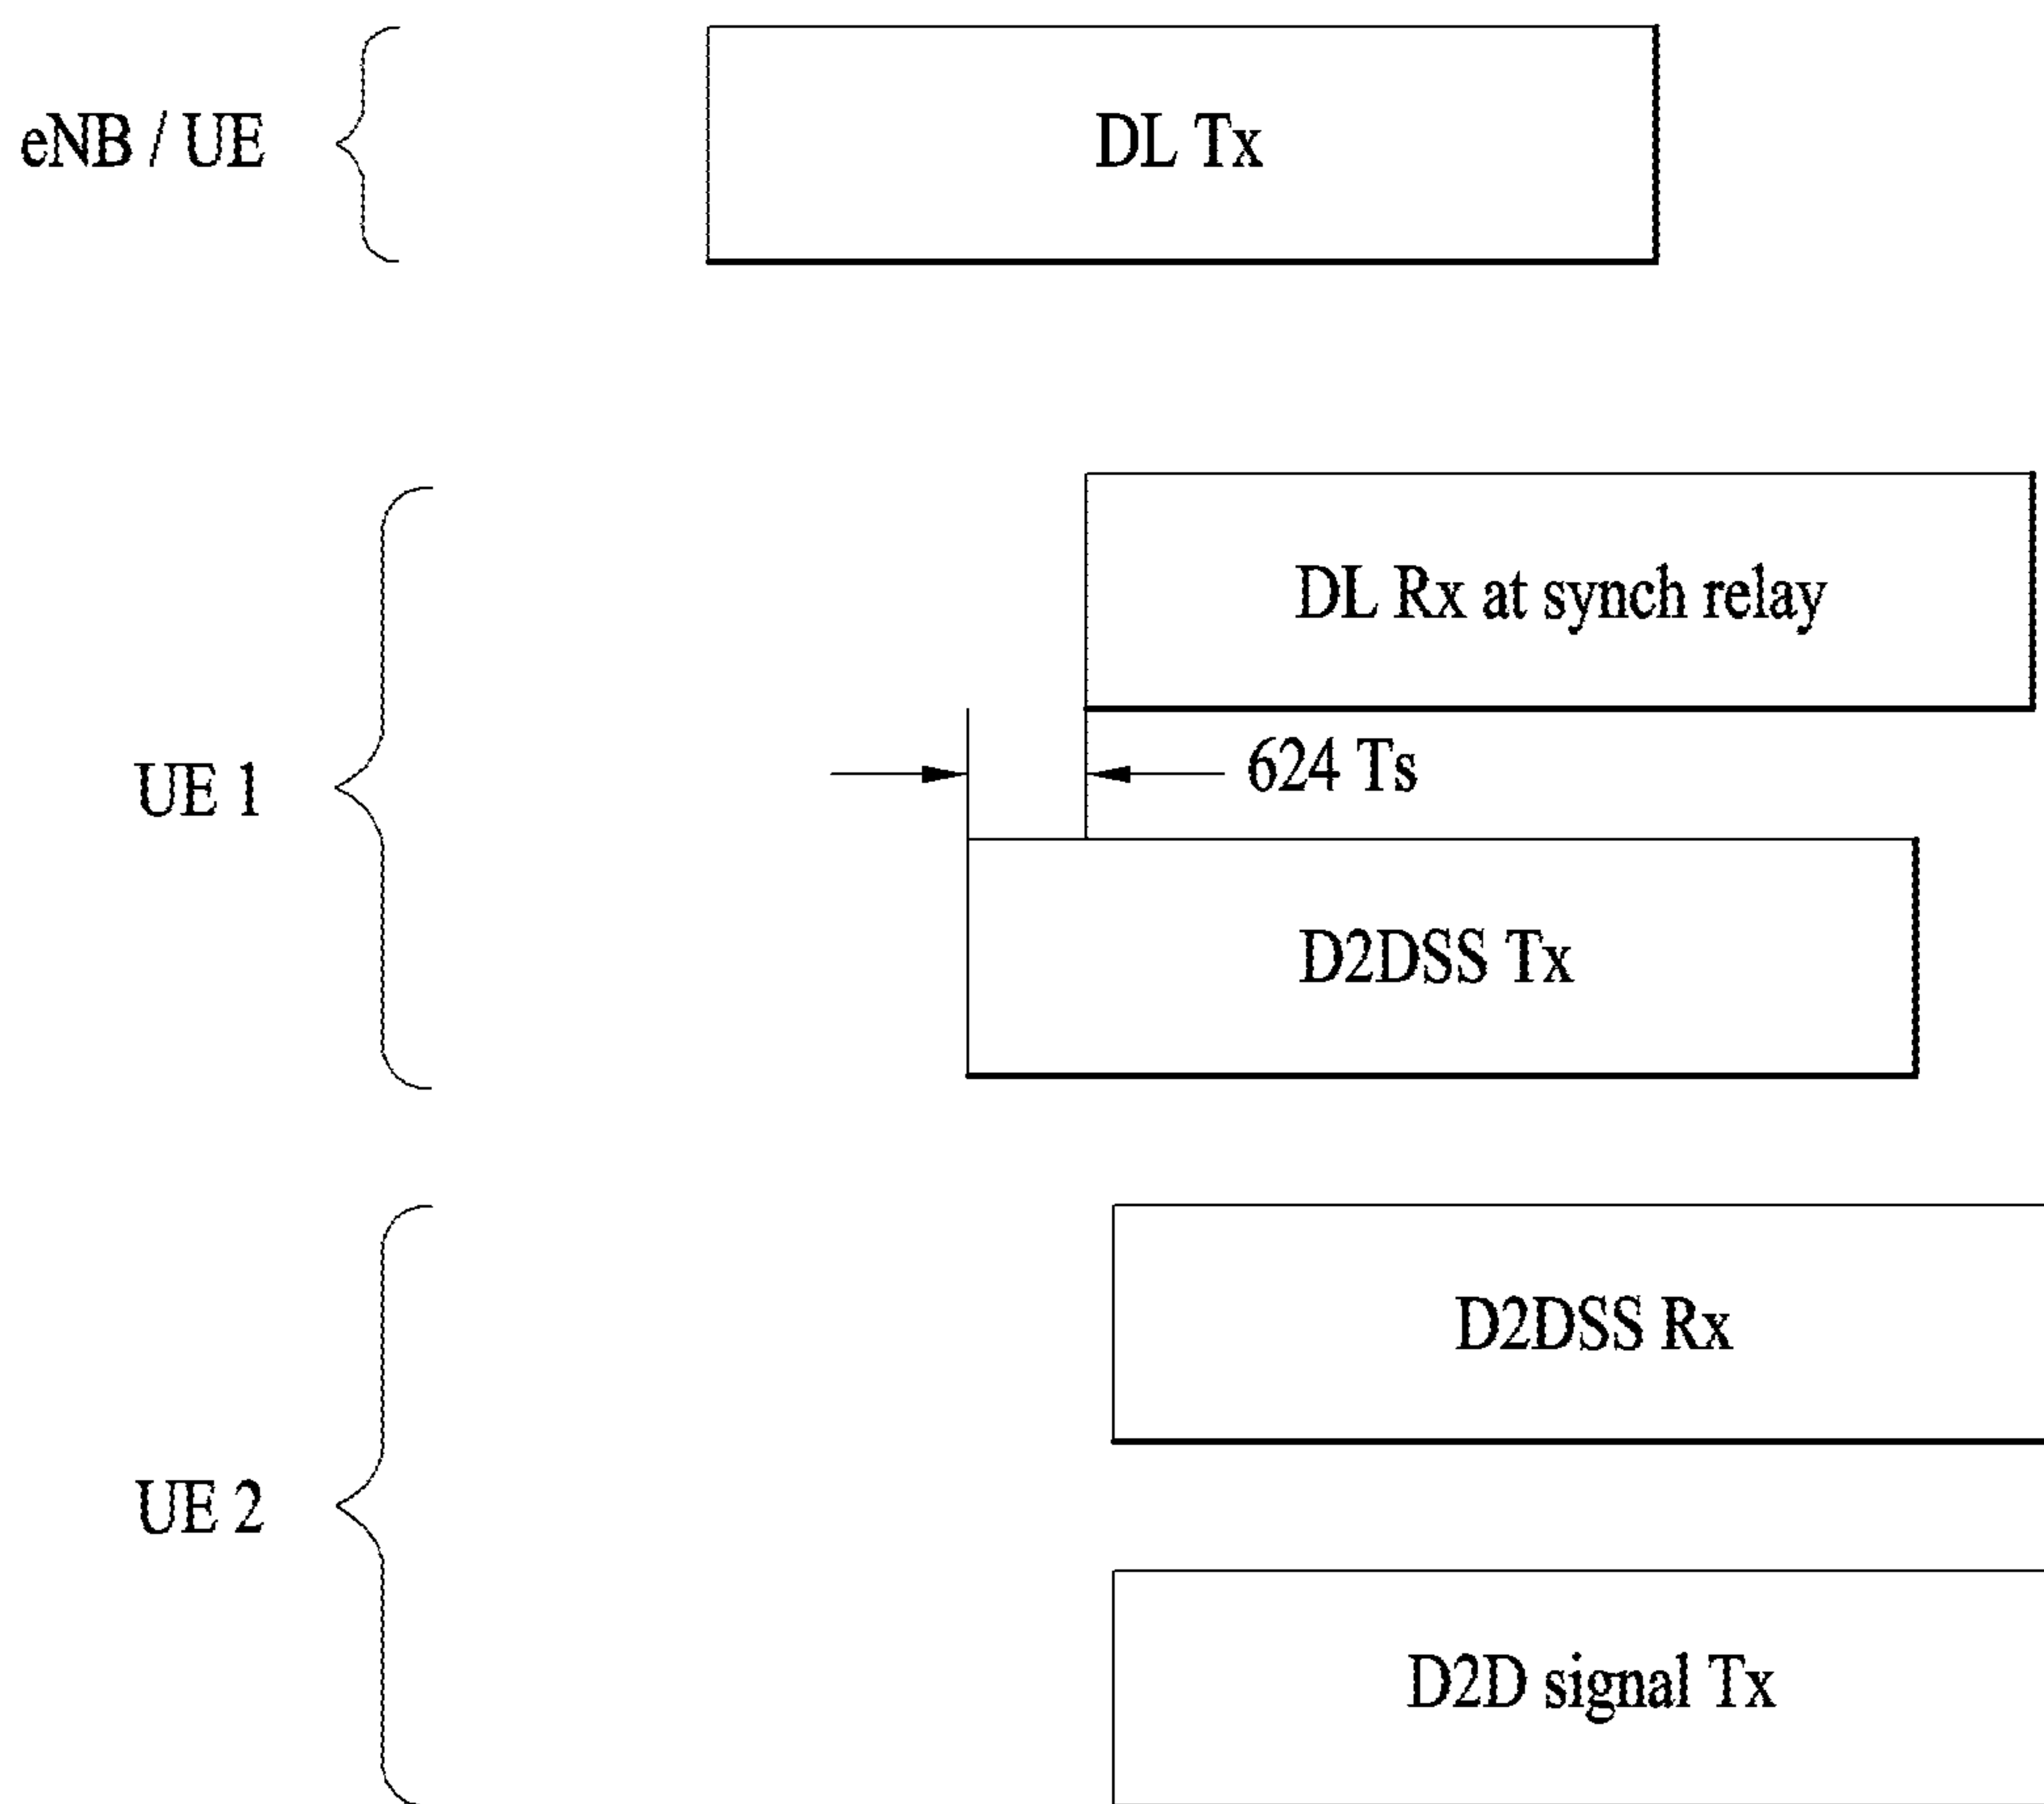 eNB / UE
DL Tx
DL Rx at synch relay
UE 1
624 Ts
D2DSS Tx
D2DSS Rx
UE 2
D2D signal Tx